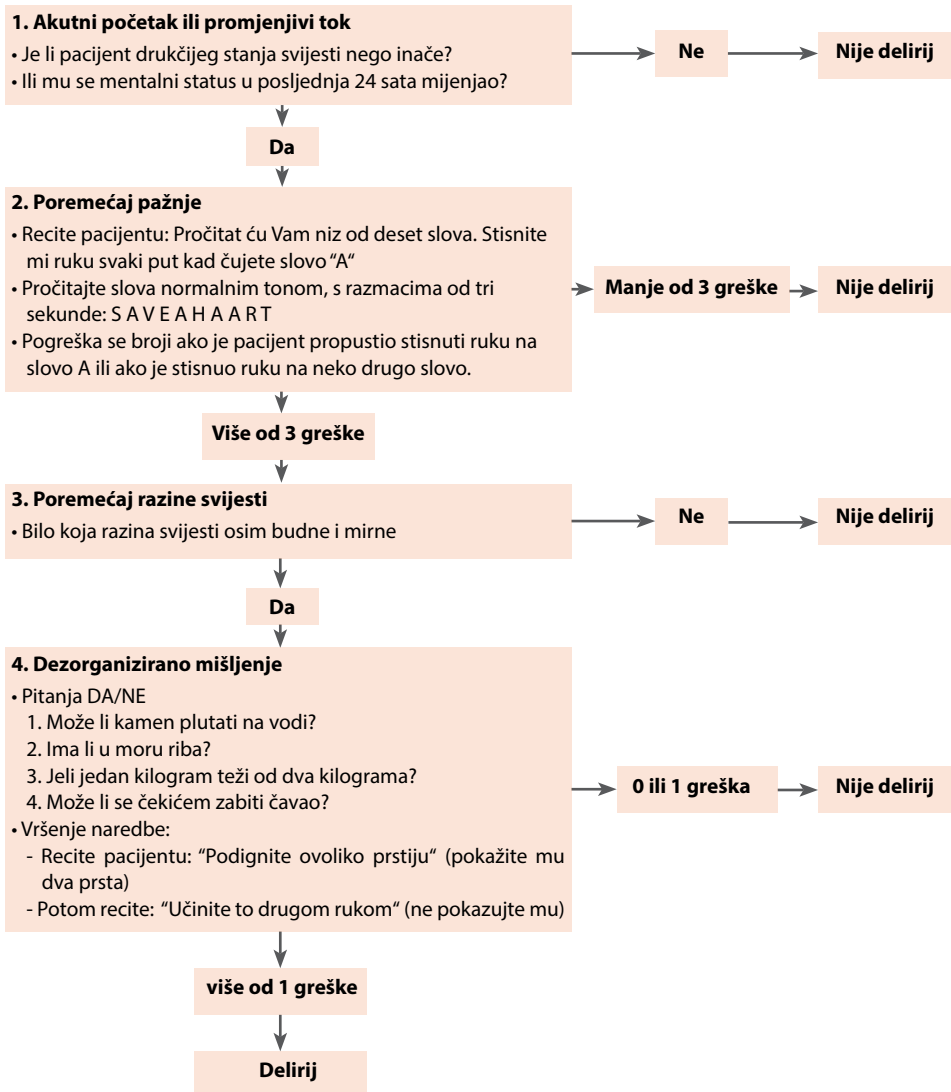 1. Akutni početak ili promjenjivi tok
• Je li pacijent drukčijeg stanja svijesti nego inače?
• Ili mu se mentalni status u posljednja 24 sata mijenjao?
Ne
Nije delirij
Da
2. Poremećaj pažnje
• Recite pacijentu: Pročitat ću Vam niz od deset slova. Stisnite
mi ruku svaki put kad čujete slovo “A“
• Pročitajte slova normalnim tonom, s razmacima od tri
sekunde: S A V E A H A A R T
• Pogreška se broji ako je pacijent propustio stisnuti ruku na
slovo A ili ako je stisnuo ruku na neko drugo slovo.
Manje od 3 greške
Nije delirij
Više od 3 greške
3. Poremećaj razine svijesti
• Bilo koja razina svijesti osim budne i mirne
Ne
Nije delirij
Da
4. Dezorganizirano mišljenje
• Pitanja DA/NE
1. Može li kamen plutati na vodi?
2. Ima li u moru riba?
3. Jeli jedan kilogram teži od dva kilograma?
4. Može li se čekićem zabiti čavao?
• Vršenje naredbe:
- Recite pacijentu: “Podignite ovoliko prstiju“ (pokažite mu
dva prsta)
- Potom recite: “Učinite to drugom rukom“ (ne pokazujte mu)
0 ili 1 greška
Nije delirij
više od 1 greške
Delirij